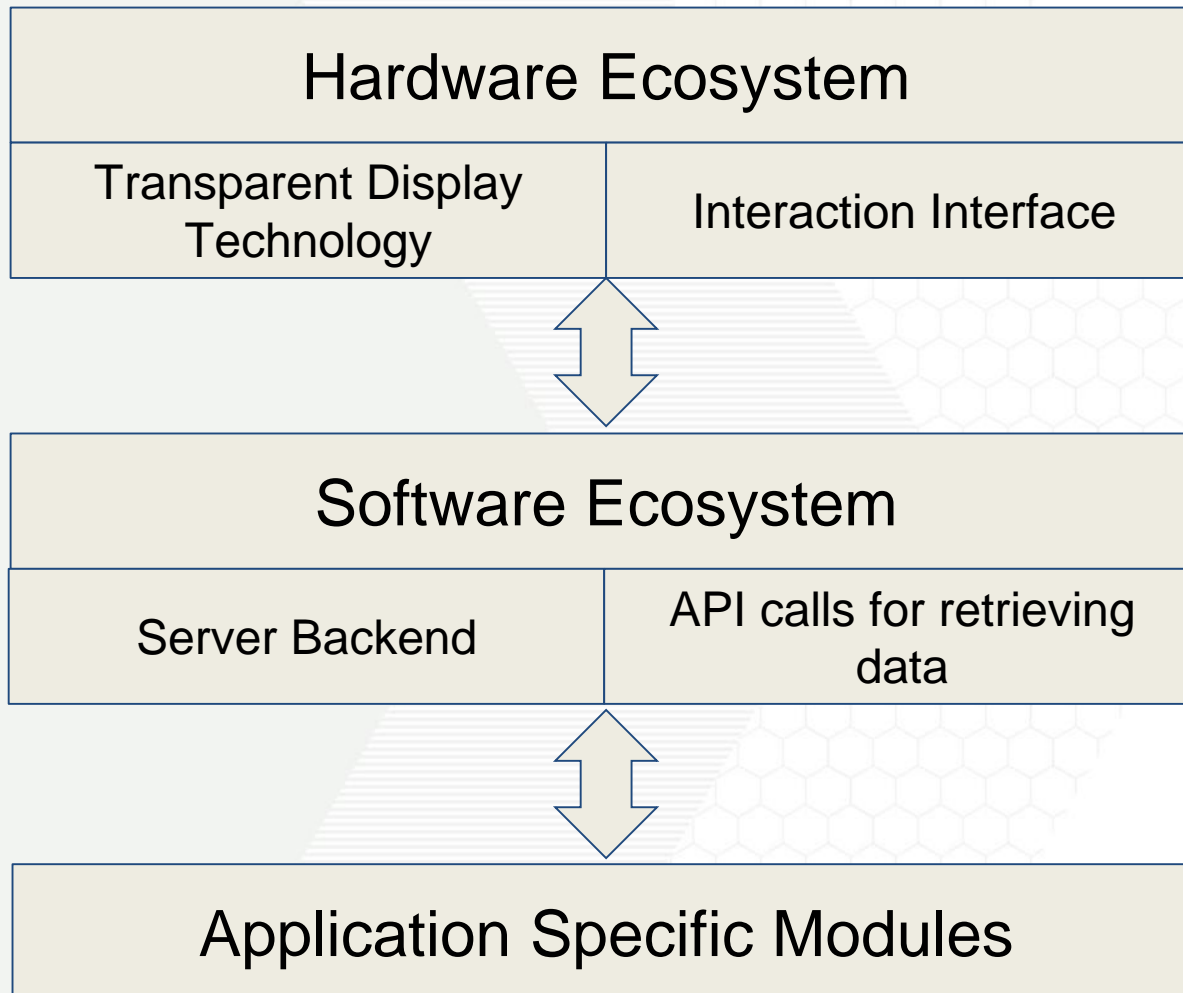 Hardware Ecosystem
Transparent Display
Technology
Interaction Interface
Software Ecosystem
Server Backend
API calls for retrieving
data
Application Specific Modules